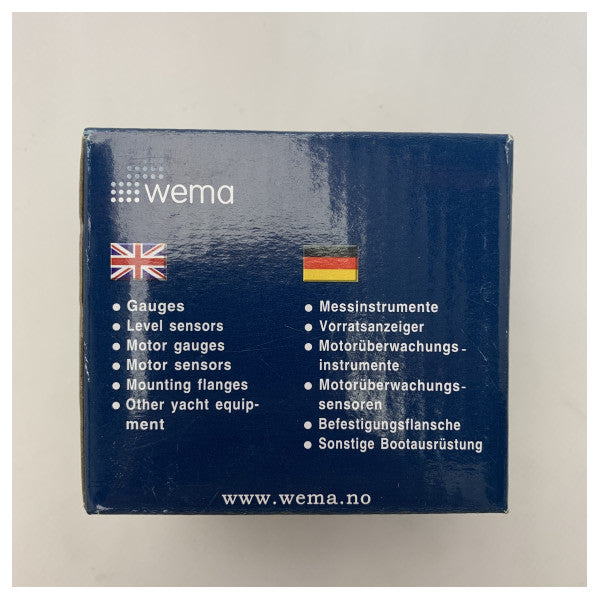 wema
• Gauges
• Level sensors
• Motor gauges
• Motor sensors
• Mounting flanges
• Other yacht equip-
ment
• Messinstrumente
• Vorratsanzeiger
• Motorüberwachungs-
instrumente
• Motorüberwachungs-
sensoren
• Befestigungsflansche
• Sonstige Bootausrüstung
www.wema.no